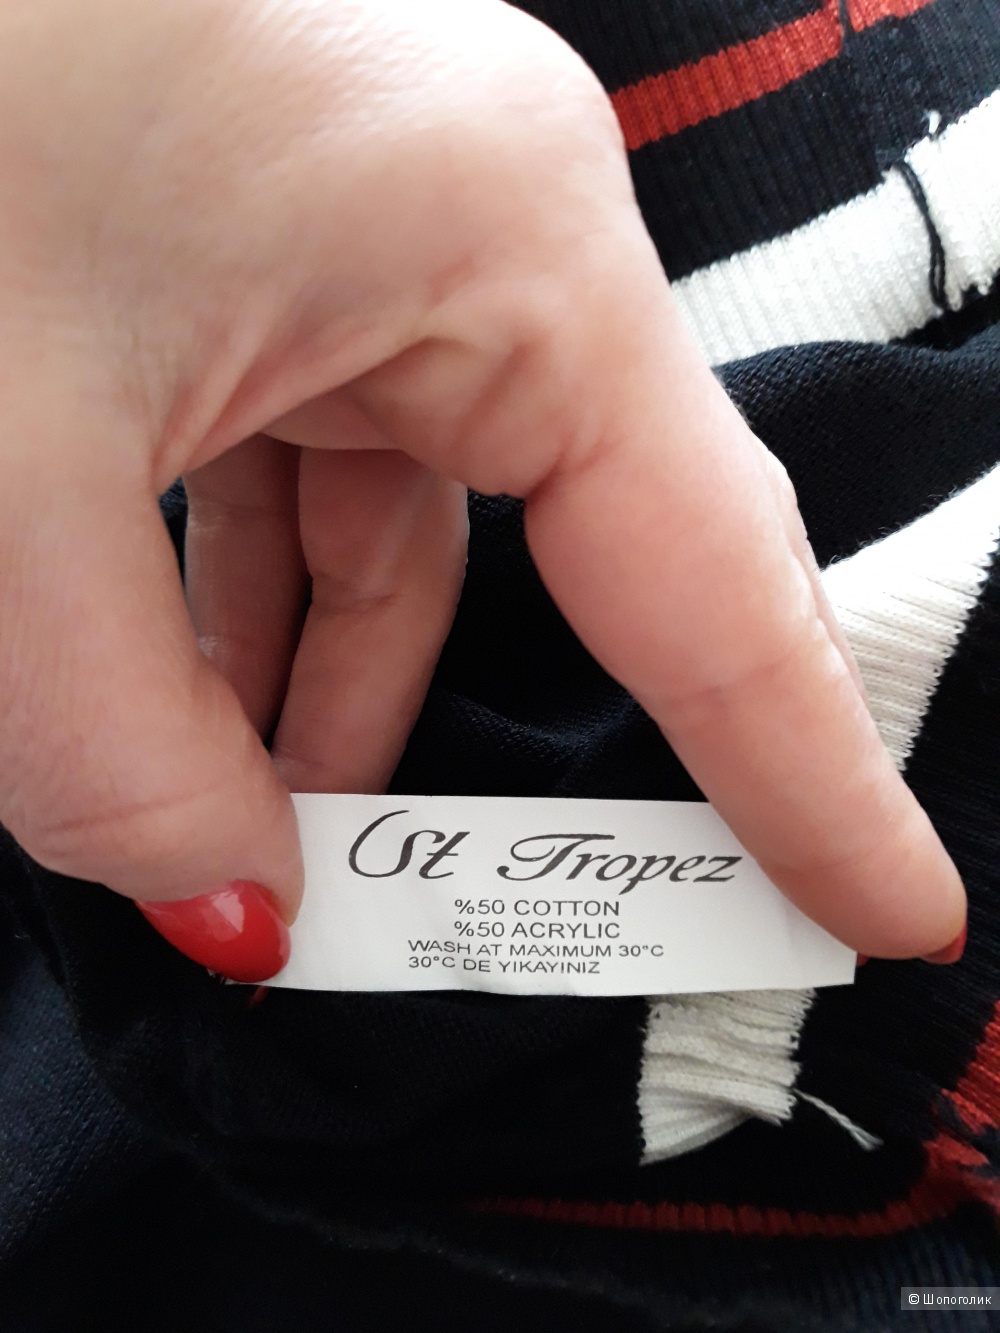 St Tropez
%50 COTTON
%50 ACRYLIC
WASH AT MAXIMUM 30°C
30°C DE YIKAYINIZ
© Шопоголик